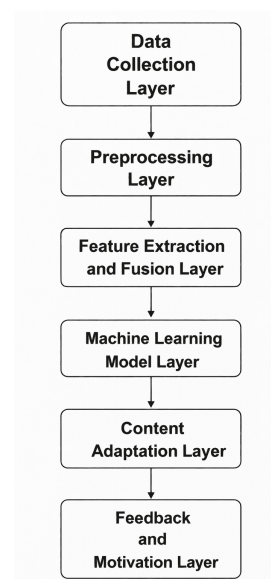 Data
Collection
Layer
Preprocessing
Layer
Feature Extraction
and Fusion Layer
Machine Learning
Model Layer
Content
Adaptation Layer
Feedback
and
Motivation Layer